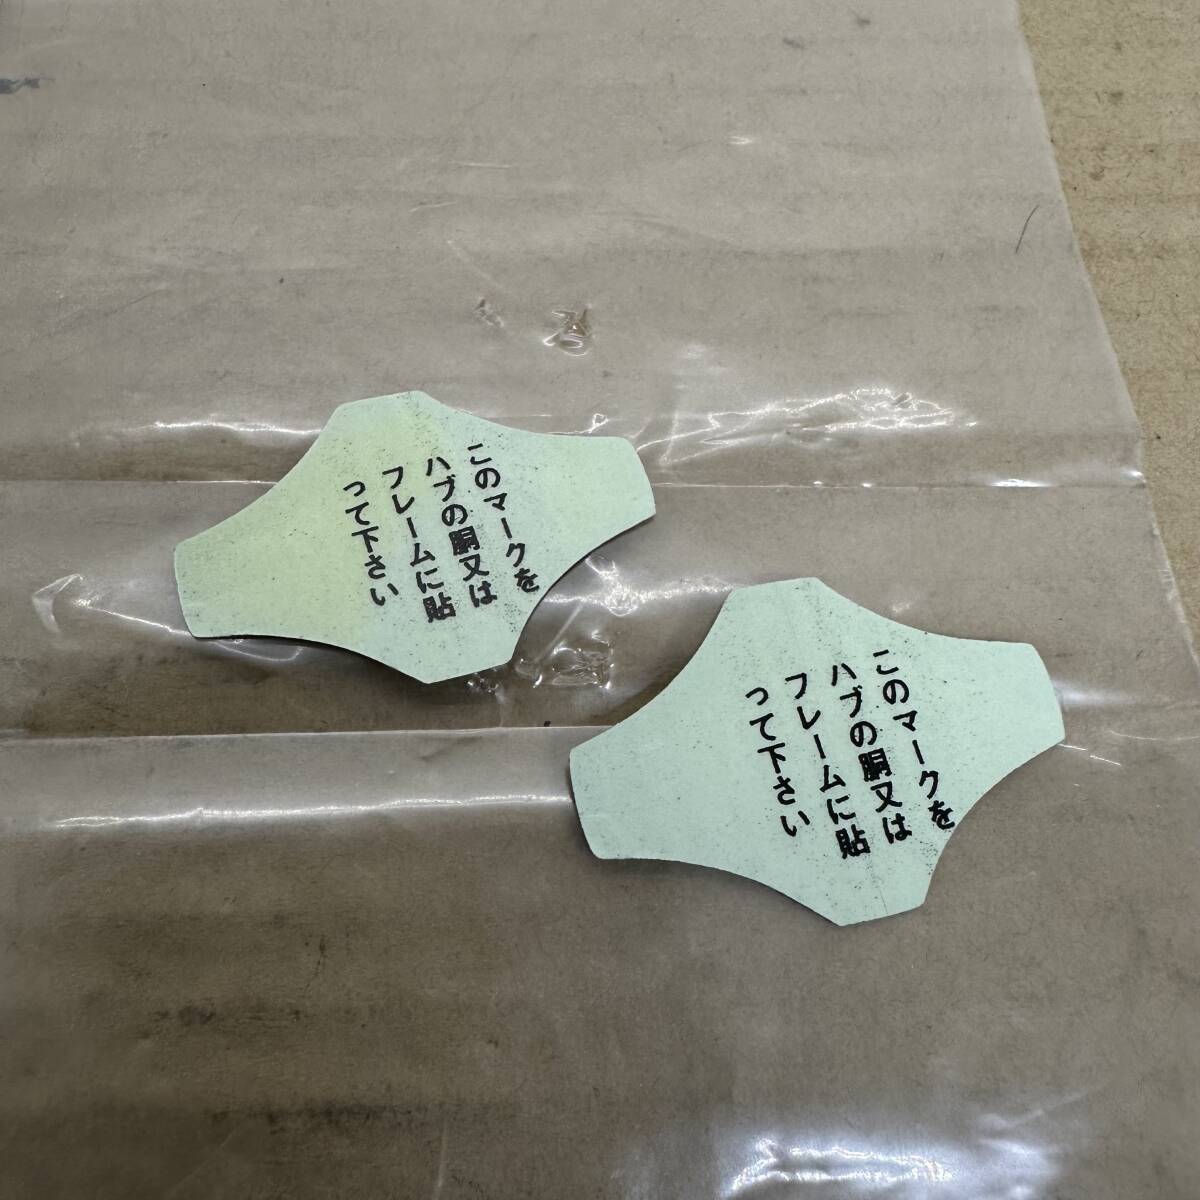 このマークを
ハブの胴又は
フレームに貼
って下さい
このマークを
ハブの胴又は
フレームに貼
って下さい